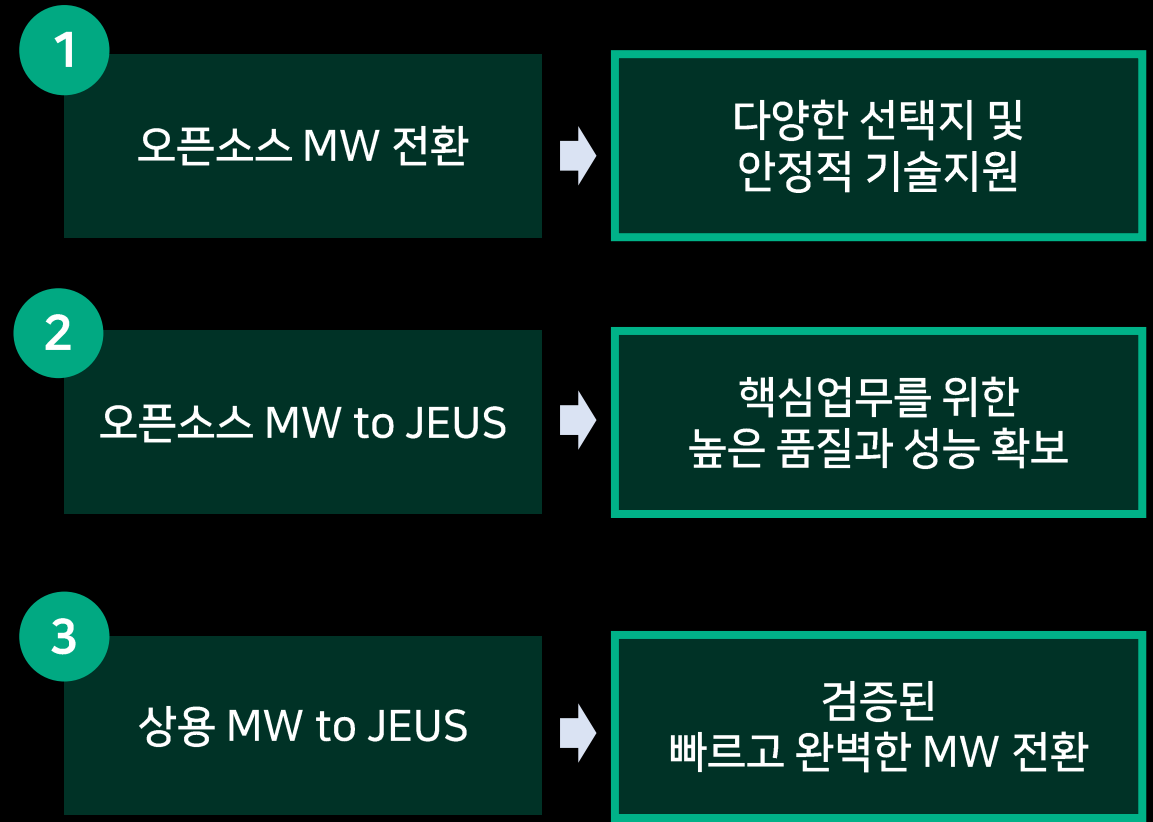 1
오픈소스 MW 전환
다양한 선택지 및
안정적 기술지원
2
오픈소스 MW to JEUS
핵심업무를 위한
높은 품질과 성능 확보
3
상용 MW to JEUS
검증된
빠르고 완벽한 MW 전환